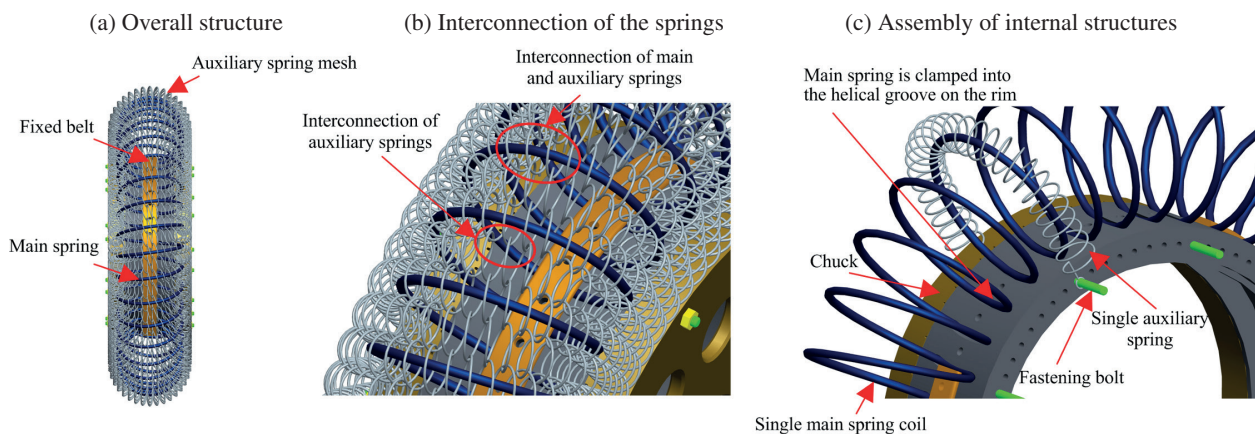 (a) Overall structure
Auxiliary spring mesh
Fixed belt
Main spring
(b) Interconnection of the springs
Interconnection of main
and auxiliary springs
Interconnection of
auxiliary springs
(c) Assembly of internal structures
Main spring is clamped into
the helical groove on the rim
Chuck
Single auxiliary
spring
Fastening bolt
Single main spring coil